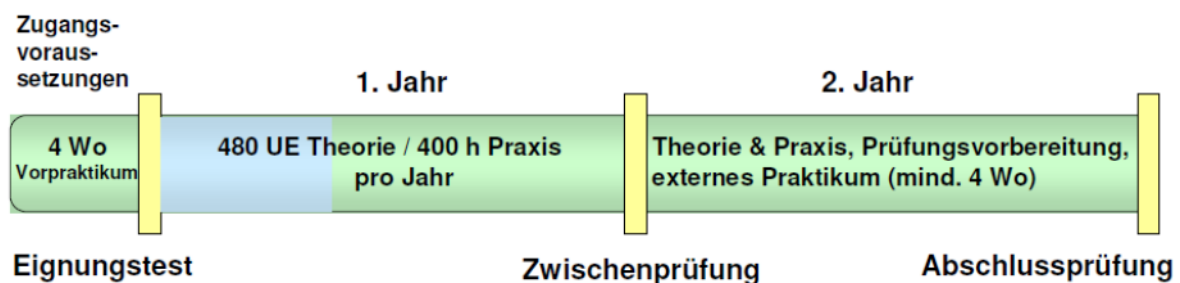 Zugangs-
voraus-
setzungen
1. Jahr
2. Jahr
4 Wo
Vorpraktikum
480 UE Theorie / 400 h Praxis
pro Jahr
Theorie & Praxis, Prüfungsvorbereitung,
externes Praktikum (mind. 4 Wo)
Eignungstest
Zwischenprüfung
Abschlussprüfung